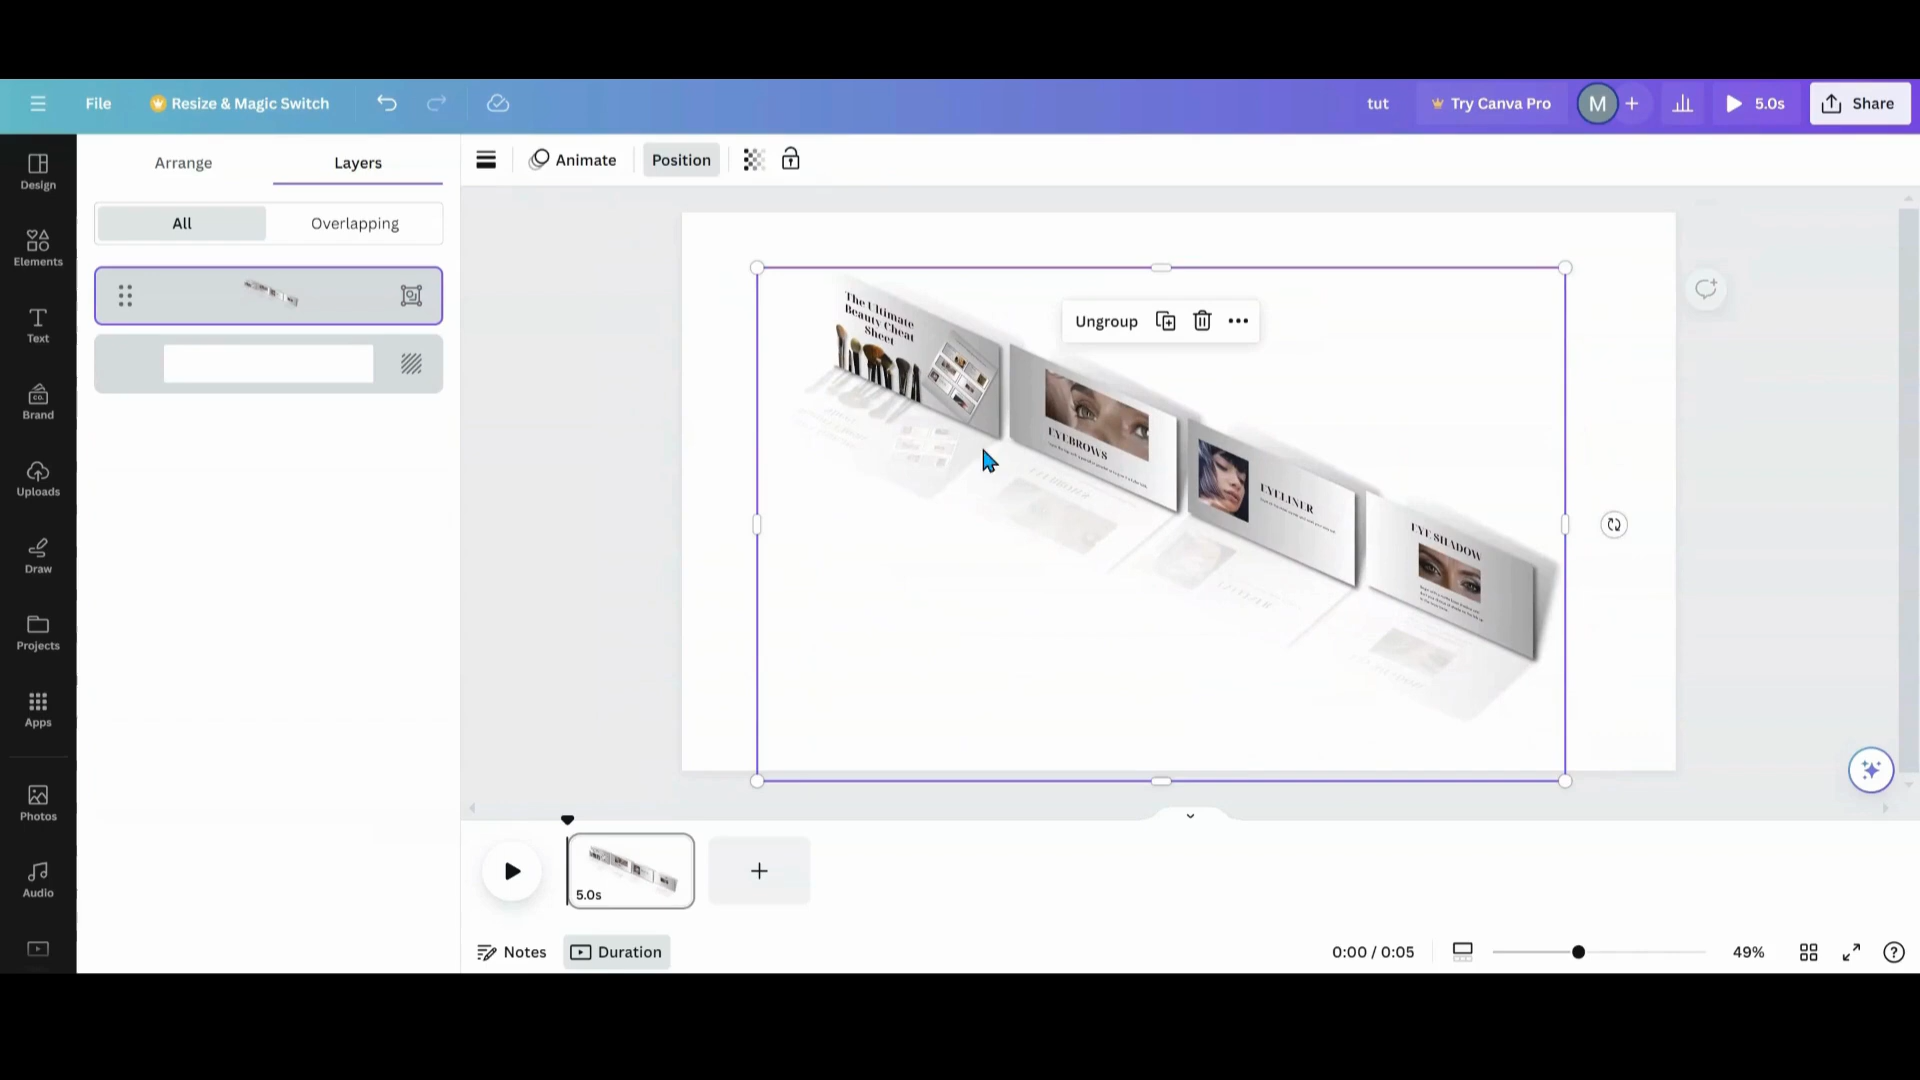 File
Resize & Magic Switch
tut
Try Canva Pro
M
5.0s
Share
Design
Elements
Text
Brand
Uploads
Draw
Projects
Apps
Photos
Audio
Arrange
Layers
All
Overlapping
Animate
Position
Ungroup
The Ultimate
Beauty Cheat
Sheet
EYEBROWS
EYELINER
EYE SHADOW
5.0s
Notes
Duration
0:00 / 0:05
49%